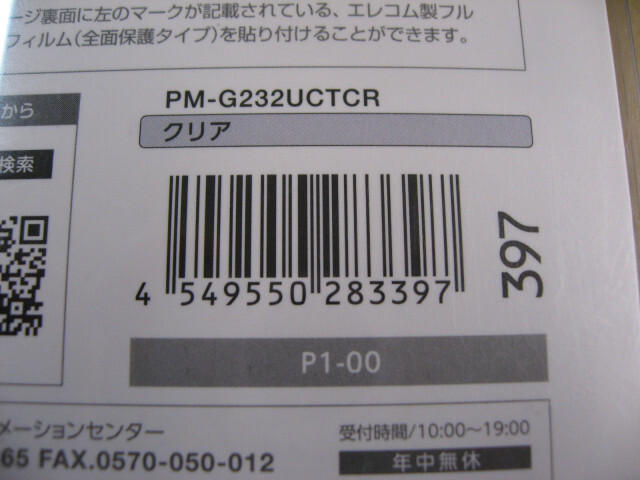 ージ裏面に左のマークが記載されている、エレコム製フル
フィルム(全面保護タイプ)を貼り付けることができます。
から
検索
PM-G232UCTCR
クリア
4 549550 283397
397
P1-00
メーションセンター
受付時間/10:00〜19:00
65 FAX.0570-050-012
年中無休